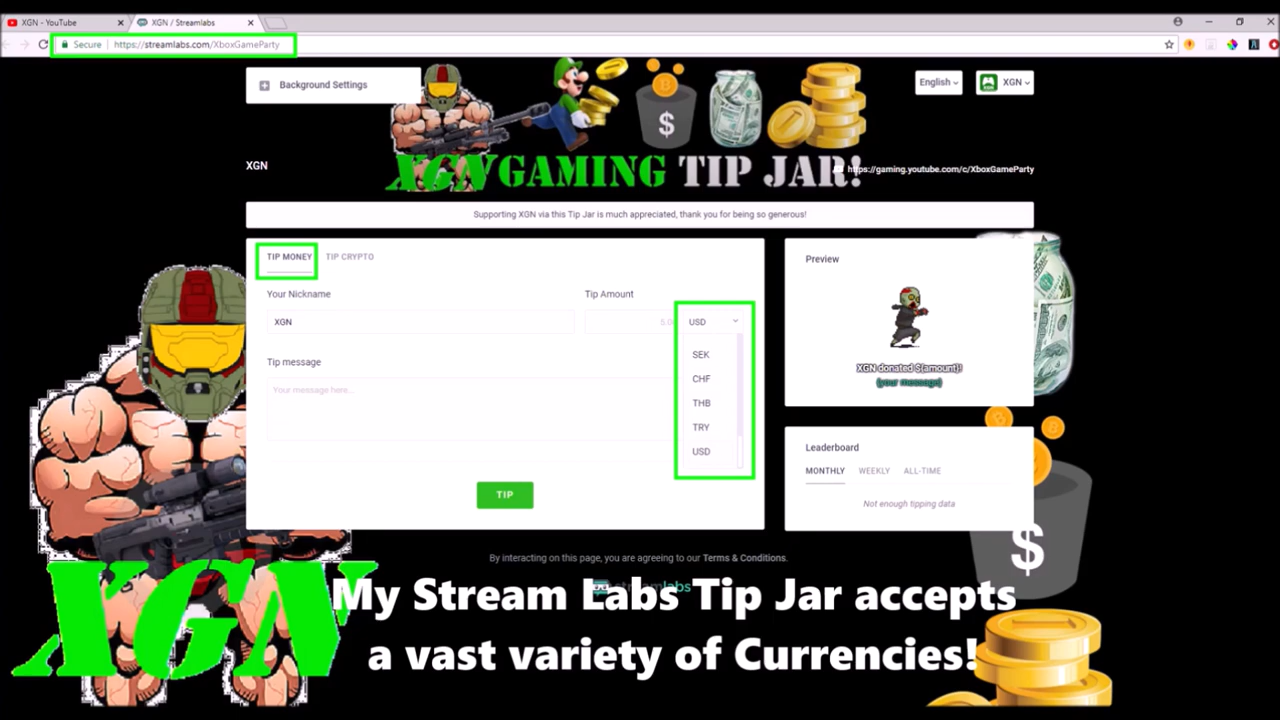 XGN - YouTube
XGN / Streamlabs
Secure
https://streamlabs.com/XboxGameParty
Background Settings
English
XGN
$
XGN GAMING TIP JAR!
XGN
https://gaming.youtube.com/c/XboxGameParty
Supporting XGN via this Tip Jar is much appreciated, thank you for being so generous!
TIP MONEY
TIP CRYPTO
Your Nickname
Tip Amount
XGN
USD
SEK
CHF
THB
TRY
USD
Tip message
Your message here...
TIP
Preview
XGN donated ${amount}!
{your message}
Leaderboard
MONTHLY
WEEKLY
ALL-TIME
Not enough tipping data
By interacting on this page, you are agreeing to our Terms & Conditions.
streamlabs
$
XGN
My Stream Labs Tip Jar accepts
a vast variety of Currencies!